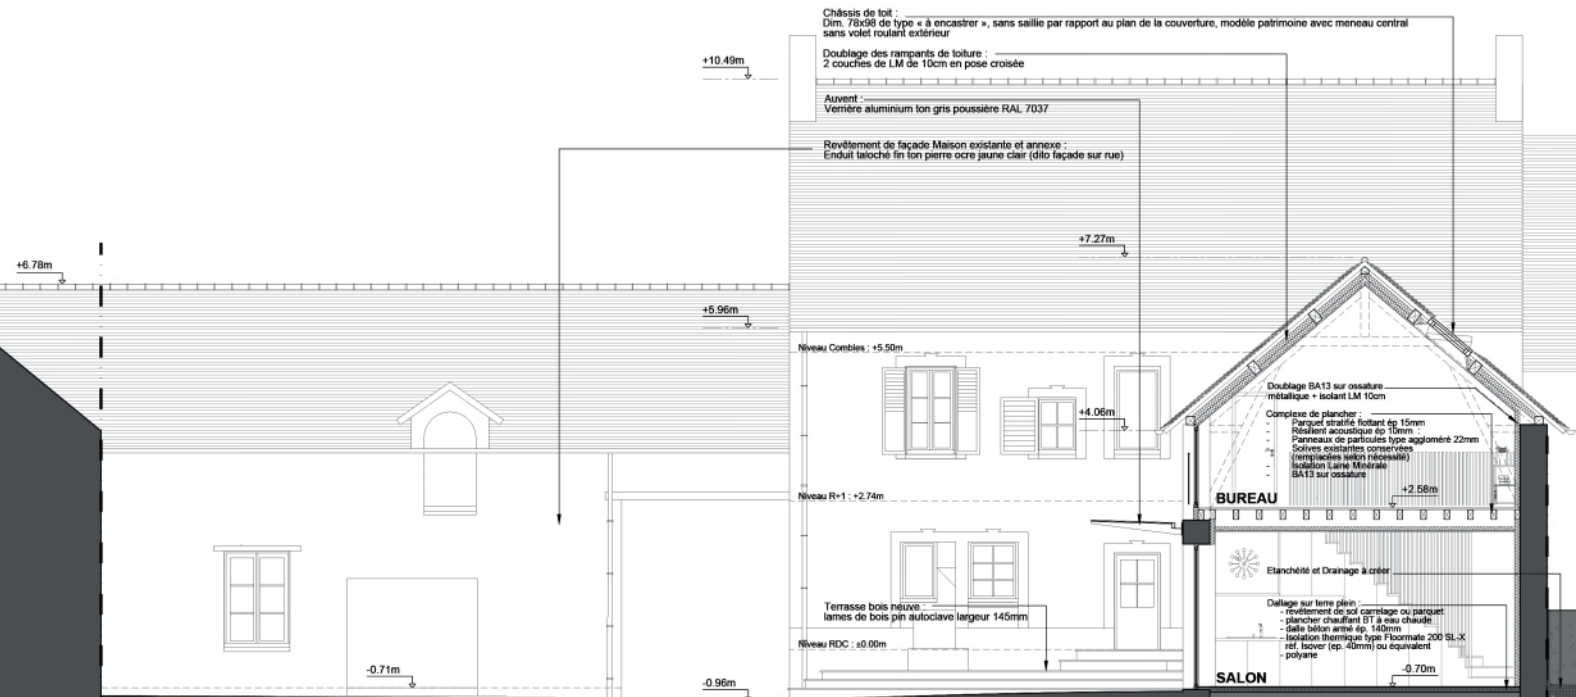 Châssis de toit :
Dim. 78x98 de type « à encastrer », sans saillie par rapport au plan de la couverture, modèle patrimoine avec meneau central
sans volet roulant extérieur
+10.49m
Doublage des rampants de toiture :
2 couches de LM de 10cm en pose croisée
Auvent :
Verrière aluminium ton gris poussière RAL 7037
Revêtement de façade Maison existante et annexe :
Enduit taloché fin ton pierre ocre jaune clair (dito façade sur rue)
+7.27m
+6.78m
+5.96m
Niveau Combles : +5.50m
+4.06m
Doublage BA13 sur ossature
métallique + isolant LM 10cm
Complexe de plancher :
- Parquet stratifié flottant ép 15mm
- Résilient acoustique ép 10mm :
- Panneaux de particules type aggloméré 22mm
- Solives existantes conservées
(remplacées selon nécessité)
- Isolation Laine Minérale
- BA13 sur ossature
+2.58m
BUREAU
Niveau R+1 : +2.74m
Etanchéité et Drainage à créer
Terrasse bois neuve :
lames de bois pin autoclave largeur 145mm
Dallage sur terre plein :
- revêtement de sol carrelage ou parquet
- plancher chauffant BT à eau chaude
- dalle béton armé ép. 140mm
- Isolation thermique type Floormate 200 SL-X
réf. Isover (ep. 40mm) ou équivalent
- polyane
Niveau RDC : ±0.00m
-0.71m
-0.96m
-0.70m
SALON